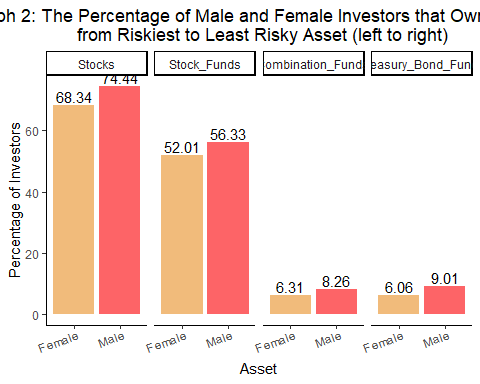 ph 2: The Percentage of Male and Female Investors that Own
from Riskiest to Least Risky Asset (left to right)
Stocks Stock_Funds ombination_Fund easury_Bond_Fun
74.44
68.34
56.33
52.01
6.31 8.26 6.06 9.01
60
40
20
0
Percentage of Investors
Female Male Female Male Female Male Female Male
Asset